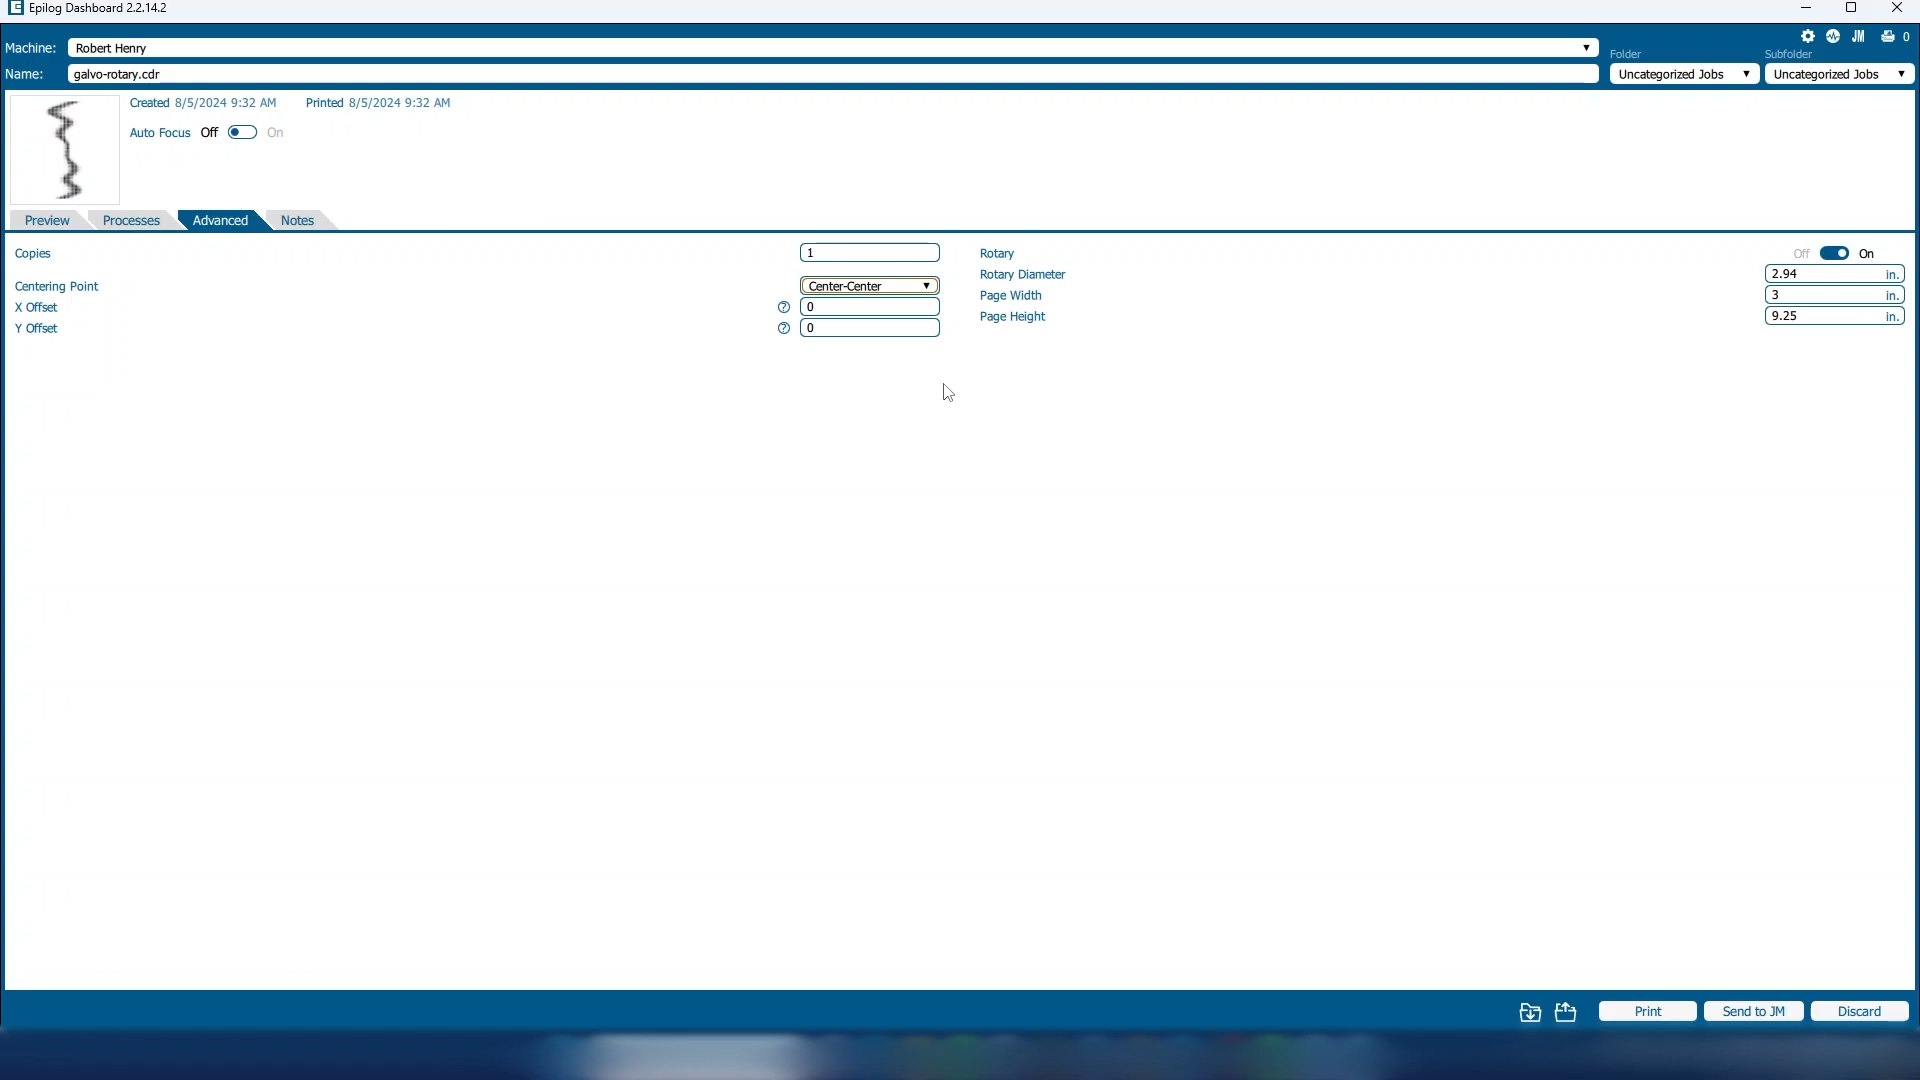 Epilog Dashboard 2.2.14.2
Machine: Robert Henry
JM 0
Folder Subfolder
Name: galvo-rotary.cdr Uncategorized Jobs Uncategorized Jobs
Created 8/5/2024 9:32 AM Printed 8/5/2024 9:32 AM
Auto Focus Off On
Preview Processes Advanced Notes
Copies 1
Centering Point Center-Center
X Offset ? 0
Y Offset ? 0
Rotary Off On
Rotary Diameter 2.94 in.
Page Width 3 in.
Page Height 9.25 in.
Print Send to JM Discard